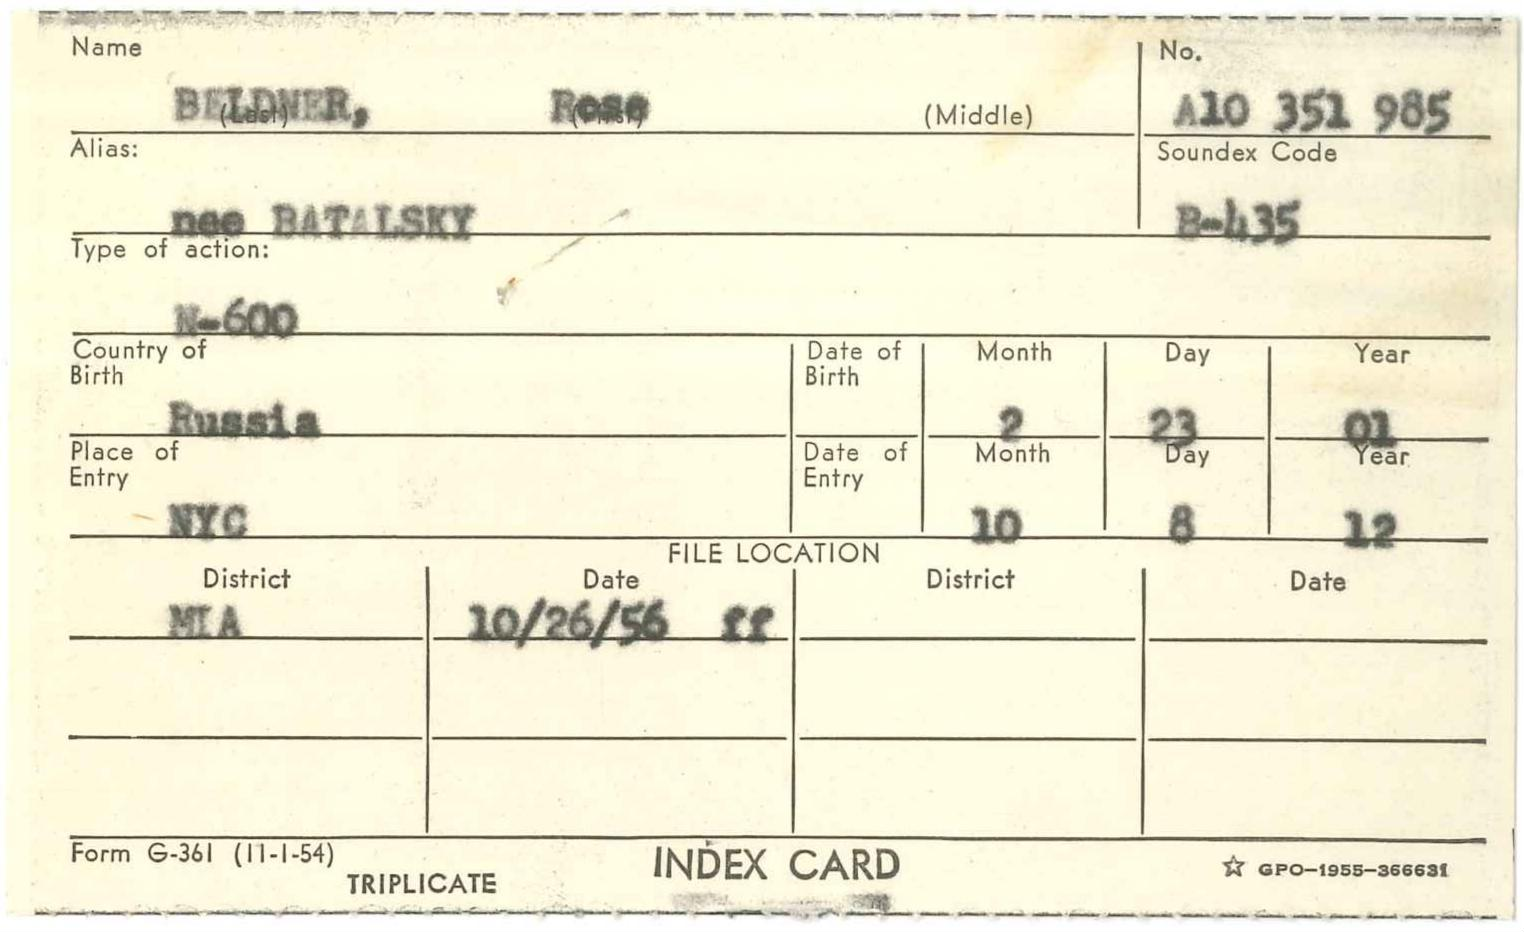 Name No.
BELDNER, Rose A10 351 985
(Last) (First) (Middle)
Alias: Soundex Code
nee BATALSKY B-435
Type of action:
N-600
Country of Birth Date of Birth Month Day Year
Russia 2 23 01
Place of Entry Date of Entry Month Day Year
NYC 10 8 12
FILE LOCATION
District Date District Date
MIA 10/26/56 ff
Form G-361 (11-1-54) INDEX CARD ☆ GPO—1955—366631
TRIPLICATE